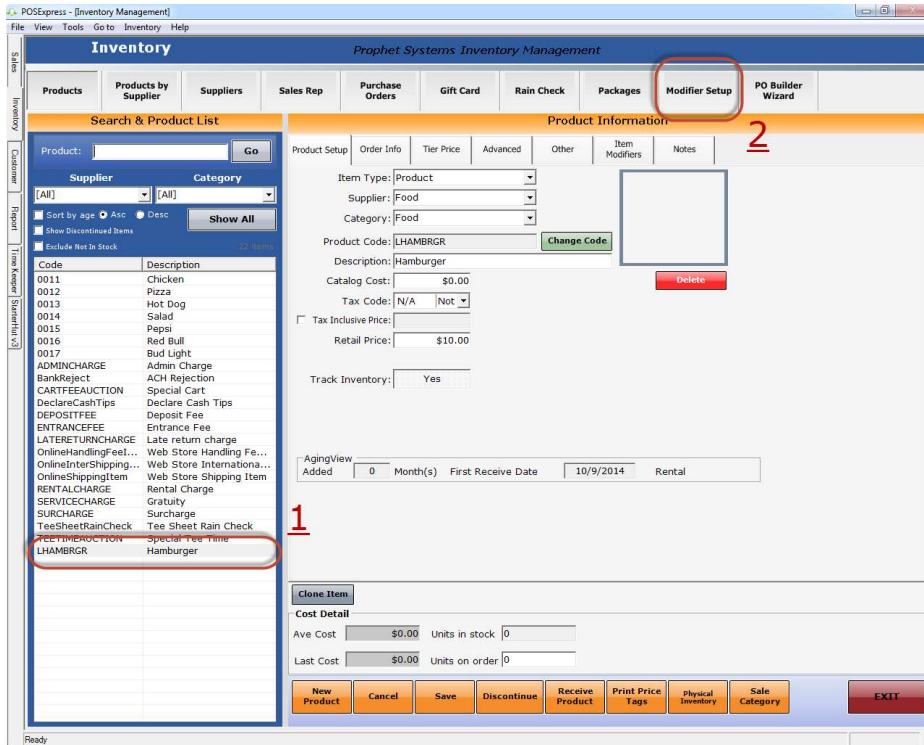 POSExpress - [Inventory Management]
File View Tools Go to Inventory Help
Sales
Inventory
Customer
Report
Time Keeper
StarterHut v3
Inventory
Prophet Systems Inventory Management
Products
Products by Supplier
Suppliers
Sales Rep
Purchase Orders
Gift Card
Rain Check
Packages
Modifier Setup
PO Builder Wizard
2
Search & Product List
Product: Go
Supplier Category
[All] [All]
Sort by age Asc Desc Show All
Show Discontinued Items
Exclude Not In Stock 22 items
Code Description
0011 Chicken
0012 Pizza
0013 Hot Dog
0014 Salad
0015 Pepsi
0016 Red Bull
0017 Bud Light
ADMINCHARGE Admin Charge
BankReject ACH Rejection
CARTFEEAUCTION Special Cart
DeclareCashTips Declare Cash Tips
DEPOSITFEE Deposit Fee
ENTRANCEFEE Entrance Fee
LATERETURNCHARGE Late return charge
OnlineHandlingFeeI... Web Store Handling Fe...
OnlineInterShipping... Web Store Internationa...
OnlineShippingItem Web Store Shipping Item
RENTALCHARGE Rental Charge
SERVICECHARGE Gratuity
SURCHARGE Surcharge
TeeSheetRainCheck Tee Sheet Rain Check
TEETIMEAUCTION Special Tee Time
LHAMBRGR Hamburger
1
Product Information
Product Setup Order Info Tier Price Advanced Other Item Modifiers Notes
Item Type: Product
Supplier: Food
Category: Food
Product Code: LHAMBRGR Change Code
Description: Hamburger
Catalog Cost: $0.00 Delete
Tax Code: N/A Not
Tax Inclusive Price:
Retail Price: $10.00
Track Inventory: Yes
AgingView
Added 0 Month(s) First Receive Date 10/9/2014 Rental
Clone Item
Cost Detail
Ave Cost $0.00 Units in stock 0
Last Cost $0.00 Units on order 0
New Product
Cancel
Save
Discontinue
Receive Product
Print Price Tags
Physical Inventory
Sale Category
EXIT
Ready